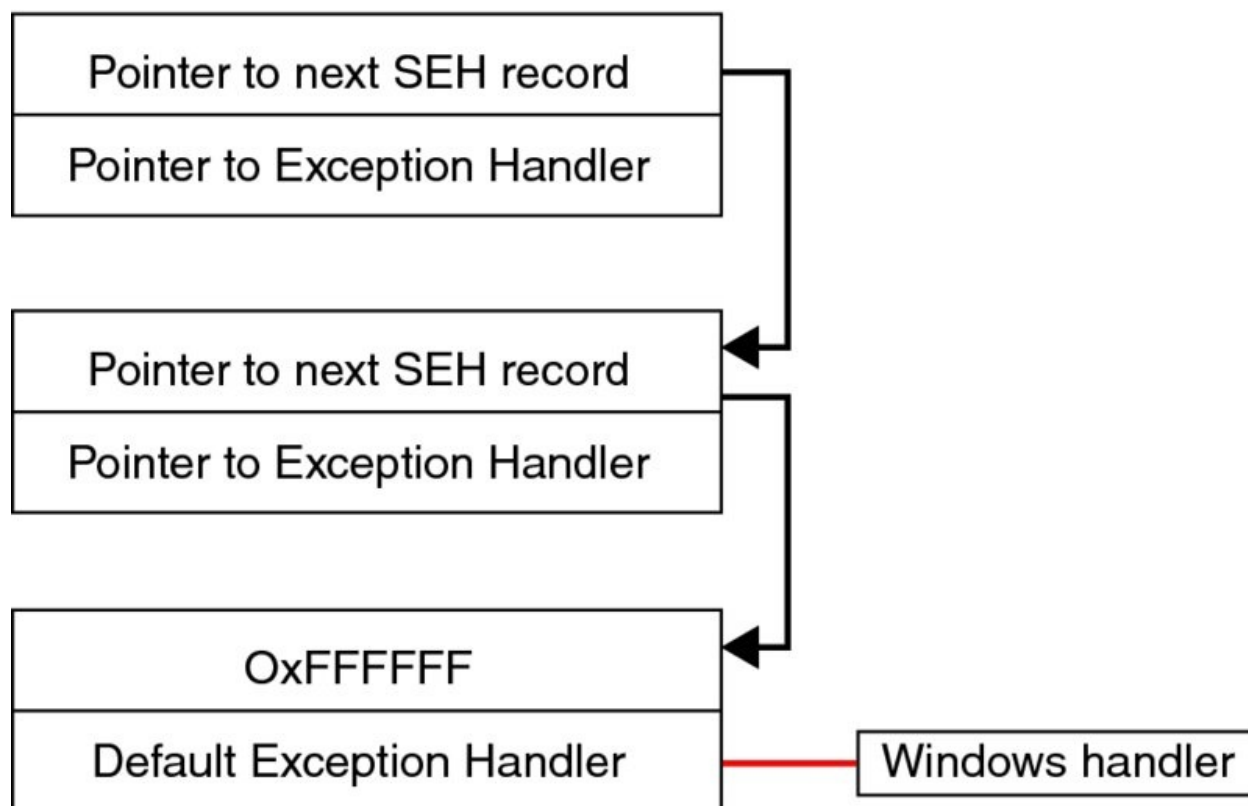 Pointer to next SEH record
Pointer to Exception Handler
Pointer to next SEH record
Pointer to Exception Handler
OxFFFFFF
Default Exception Handler
Windows handler